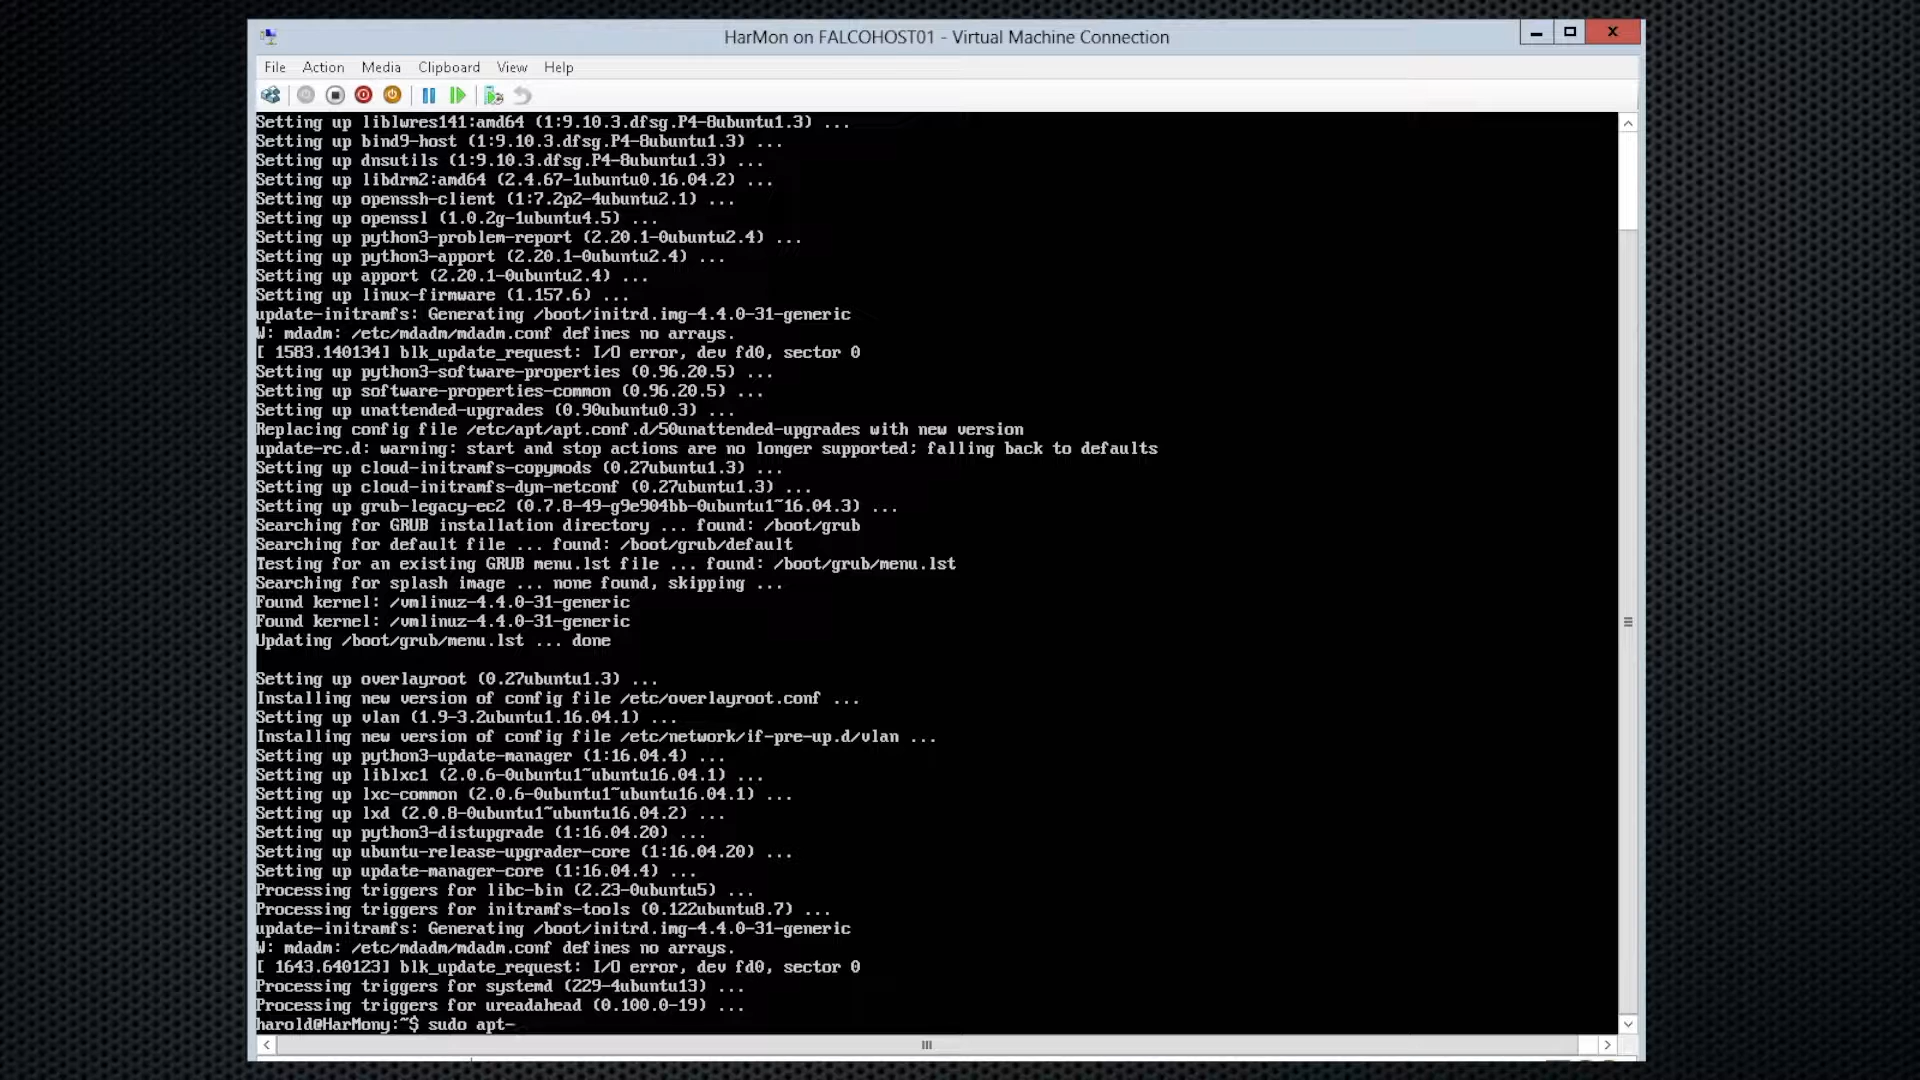 HarMon on FALCOHOST01 - Virtual Machine Connection
File Action Media Clipboard View Help
Setting up liblwres141:amd64 (1:9.10.3.dfsg.P4-8ubuntu1.3) ...
Setting up bind9-host (1:9.10.3.dfsg.P4-8ubuntu1.3) ...
Setting up dnsutils (1:9.10.3.dfsg.P4-8ubuntu1.3) ...
Setting up libdrm2:amd64 (2.4.67-1ubuntu0.16.04.2) ...
Setting up openssh-client (1:7.2p2-4ubuntu2.1) ...
Setting up openssl (1.0.2g-1ubuntu4.5) ...
Setting up python3-problem-report (2.20.1-0ubuntu2.4) ...
Setting up python3-apport (2.20.1-0ubuntu2.4) ...
Setting up apport (2.20.1-0ubuntu2.4) ...
Setting up linux-firmware (1.157.6) ...
update-initramfs: Generating /boot/initrd.img-4.4.0-31-generic
W: mdadm: /etc/mdadm/mdadm.conf defines no arrays.
[ 1583.140134] blk_update_request: I/O error, dev fd0, sector 0
Setting up python3-software-properties (0.96.20.5) ...
Setting up software-properties-common (0.96.20.5) ...
Setting up unattended-upgrades (0.90ubuntu0.3) ...
Replacing config file /etc/apt/apt.conf.d/50unattended-upgrades with new version
update-rc.d: warning: start and stop actions are no longer supported; falling back to defaults
Setting up cloud-initramfs-copymods (0.27ubuntu1.3) ...
Setting up cloud-initramfs-dyn-netconf (0.27ubuntu1.3) ...
Setting up grub-legacy-ec2 (0.7.8-49-g9e904bb-0ubuntu1~16.04.3) ...
Searching for GRUB installation directory ... found: /boot/grub
Searching for default file ... found: /boot/grub/default
Testing for an existing GRUB menu.lst file ... found: /boot/grub/menu.lst
Searching for splash image ... none found, skipping ...
Found kernel: /vmlinuz-4.4.0-31-generic
Found kernel: /vmlinuz-4.4.0-31-generic
Updating /boot/grub/menu.lst ... done
Setting up overlayroot (0.27ubuntu1.3) ...
Installing new version of config file /etc/overlayroot.conf ...
Setting up vlan (1.9-3.2ubuntu1.16.04.1) ...
Installing new version of config file /etc/network/if-pre-up.d/vlan ...
Setting up python3-update-manager (1:16.04.4) ...
Setting up liblxc1 (2.0.6-0ubuntu1~ubuntu16.04.1) ...
Setting up lxc-common (2.0.6-0ubuntu1~ubuntu16.04.1) ...
Setting up lxd (2.0.8-0ubuntu1~ubuntu16.04.2) ...
Setting up python3-distupgrade (1:16.04.20) ...
Setting up ubuntu-release-upgrader-core (1:16.04.20) ...
Setting up update-manager-core (1:16.04.4) ...
Processing triggers for libc-bin (2.23-0ubuntu5) ...
Processing triggers for initramfs-tools (0.122ubuntu8.7) ...
update-initramfs: Generating /boot/initrd.img-4.4.0-31-generic
W: mdadm: /etc/mdadm/mdadm.conf defines no arrays.
[ 1643.640123] blk_update_request: I/O error, dev fd0, sector 0
Processing triggers for systemd (229-4ubuntu13) ...
Processing triggers for ureadahead (0.100.0-19) ...
harold@HarMony:~$ sudo apt-